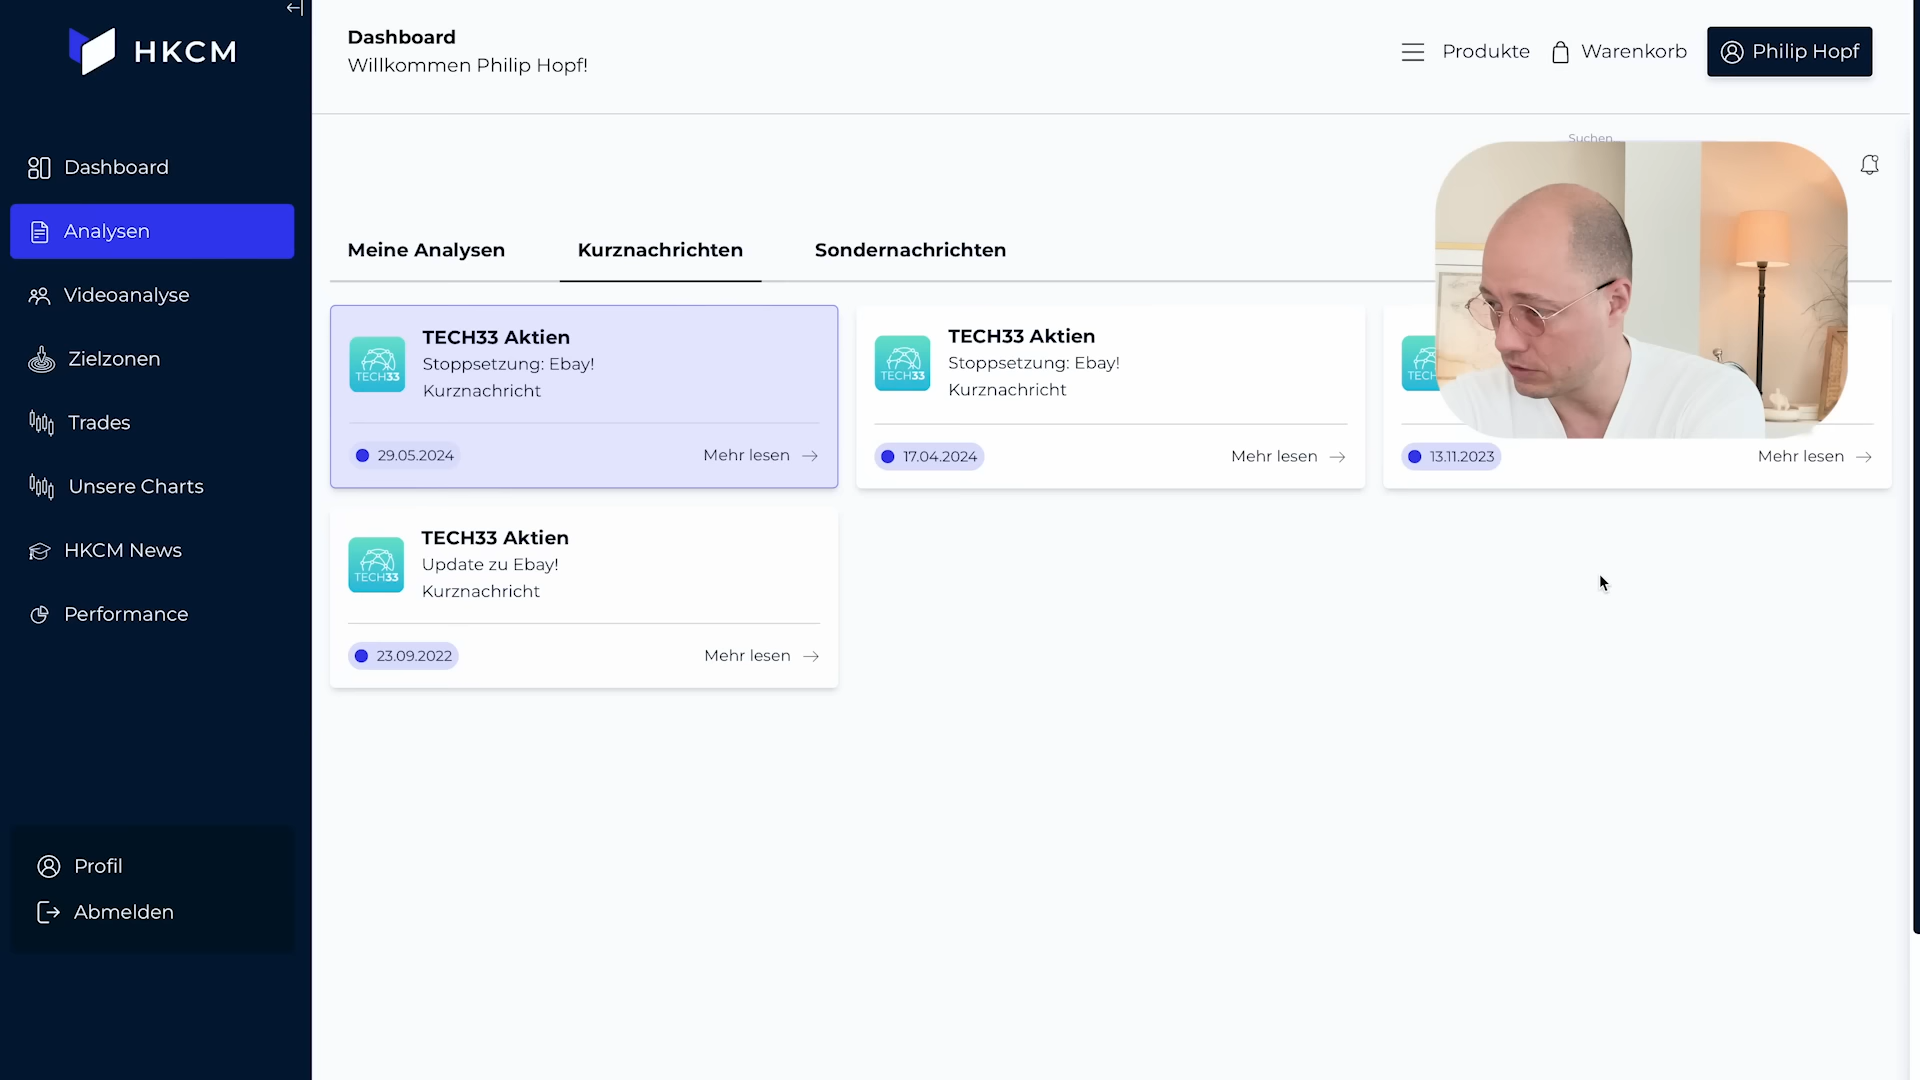 HKCM
Dashboard
Willkommen Philip Hopf!
Produkte
Warenkorb
Philip Hopf
Suchen
Dashboard
Analysen
Videoanalyse
Zielzonen
Trades
Unsere Charts
HKCM News
Performance
Profil
Abmelden
Meine Analysen
Kurznachrichten
Sondernachrichten
TECH33
TECH33 Aktien
Stoppsetzung: Ebay!
Kurznachricht
29.05.2024
Mehr lesen
TECH33
TECH33 Aktien
Stoppsetzung: Ebay!
Kurznachricht
17.04.2024
Mehr lesen
13.11.2023
Mehr lesen
TECH33
TECH33 Aktien
Update zu Ebay!
Kurznachricht
23.09.2022
Mehr lesen